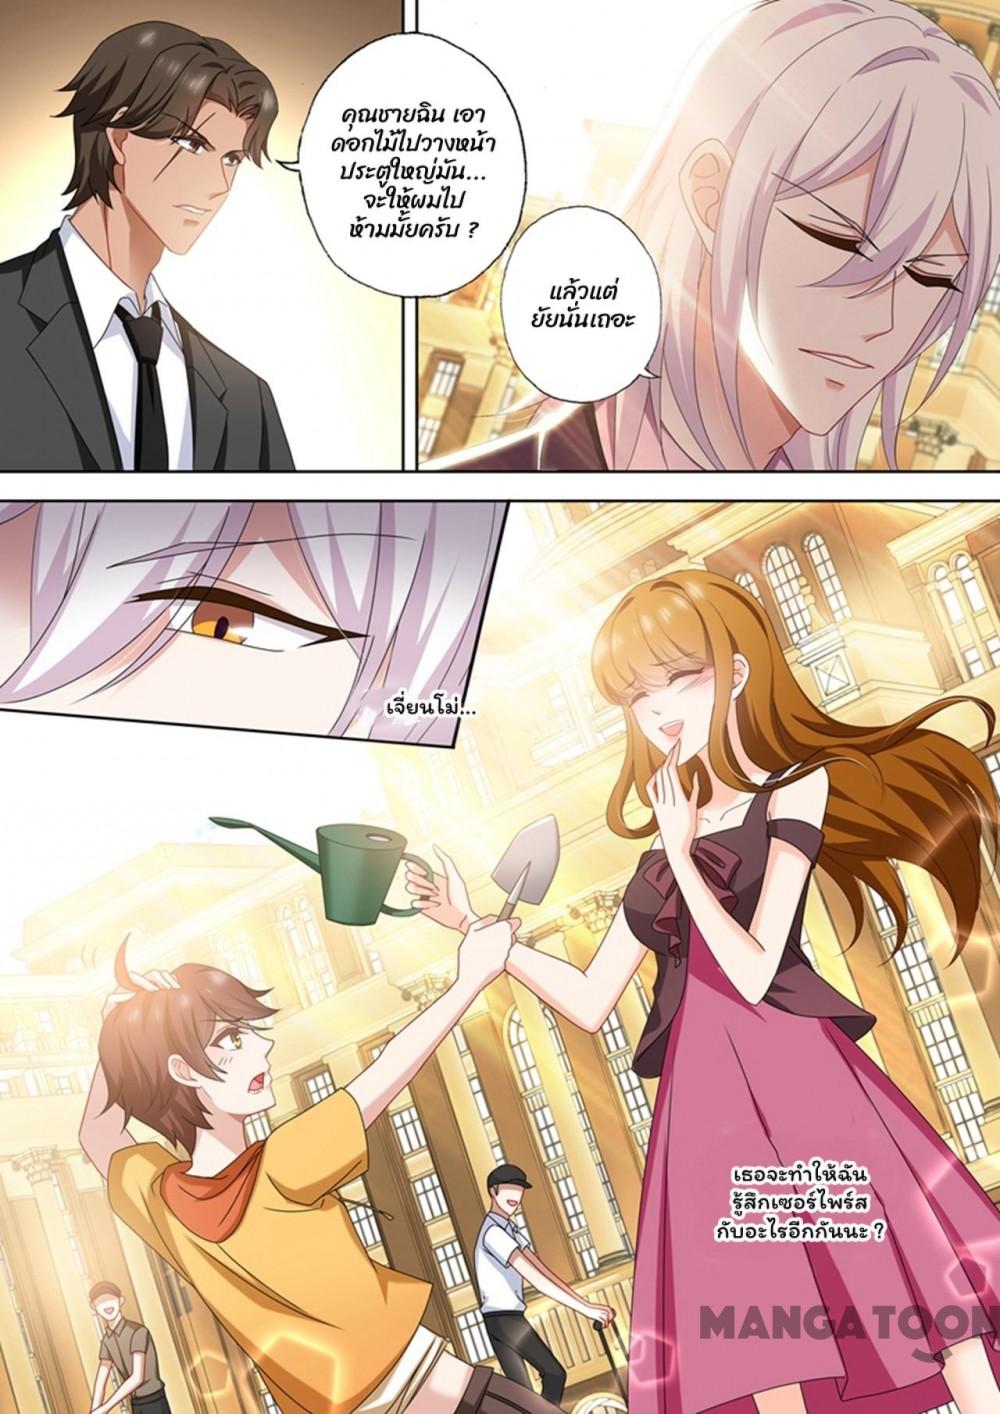 คุณชายฉิน เอา
ดอกไม้ไปวางหน้า
ประตูใหญ่มัน...
จะให้ผมไป
ห้ามมั้ยครับ ?
แล้วแต่
ยัยนั่นเถอะ
เจี่ยนโม่...
เธอจะทำให้ฉัน
รู้สึกเซอร์ไพร์ส
กับอะไรอีกกันนะ ?
MANGATOON